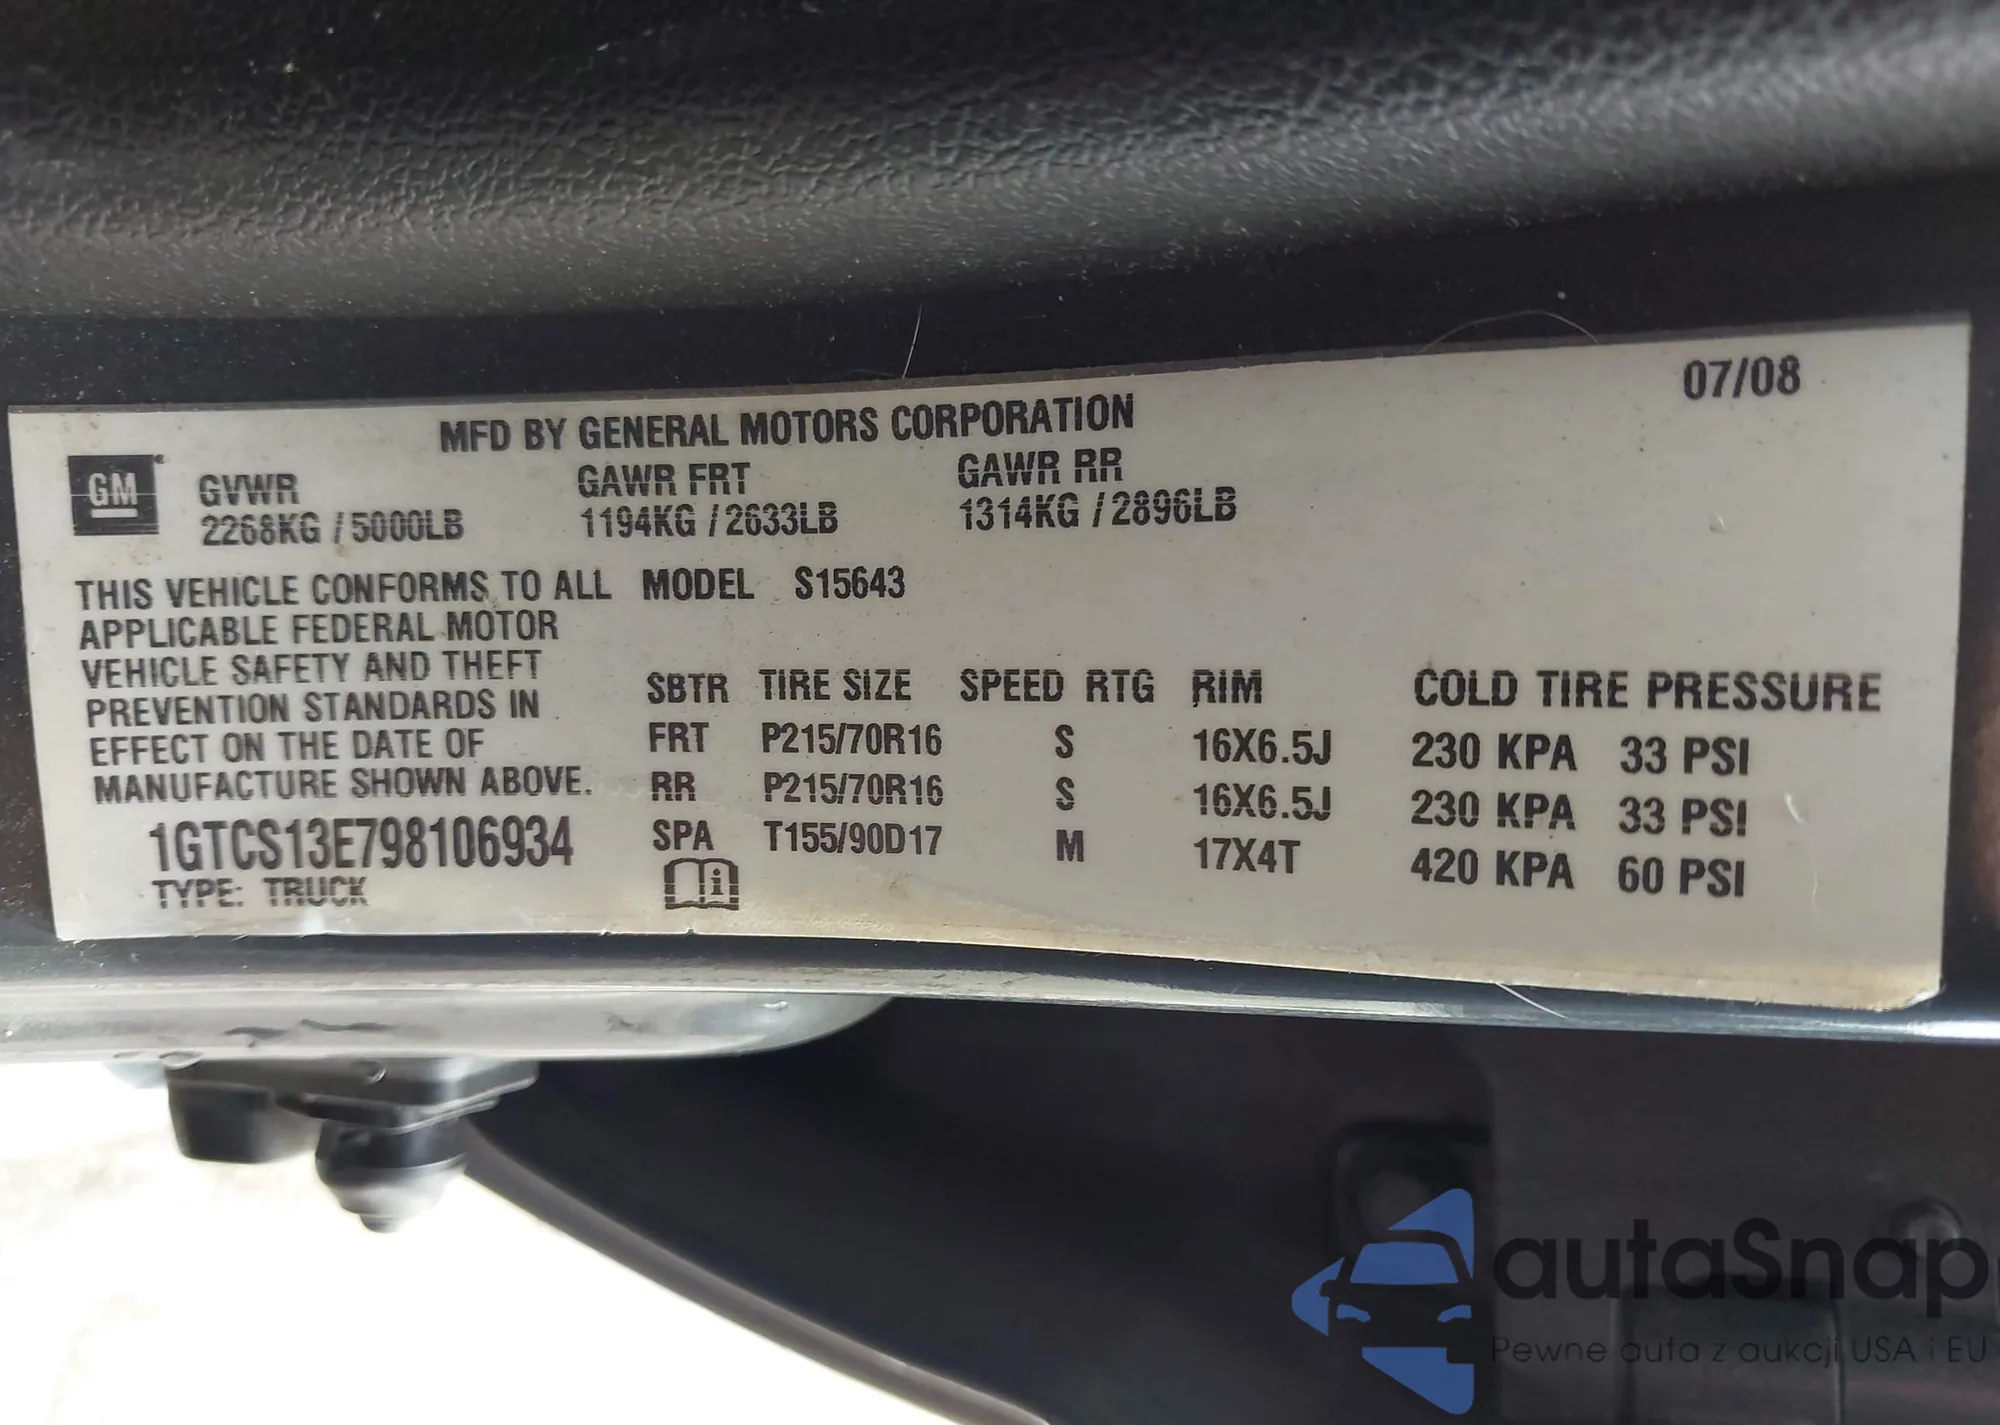 07/08
MFD BY GENERAL MOTORS CORPORATION
GM
GVWR GAWR FRT GAWR RR
2268KG / 5000LB 1194KG / 2633LB 1314KG / 2896LB
THIS VEHICLE CONFORMS TO ALL MODEL S15643
APPLICABLE FEDERAL MOTOR
VEHICLE SAFETY AND THEFT
PREVENTION STANDARDS IN
EFFECT ON THE DATE OF
MANUFACTURE SHOWN ABOVE.
SBTR TIRE SIZE SPEED RTG RIM COLD TIRE PRESSURE
FRT P215/70R16 S 16X6.5J 230 KPA 33 PSI
RR P215/70R16 S 16X6.5J 230 KPA 33 PSI
SPA T155/90D17 M 17X4T 420 KPA 60 PSI
1GTCS13E798106934
TYPE: TRUCK
autaSnap
Pewne auta z aukcji USA i EU